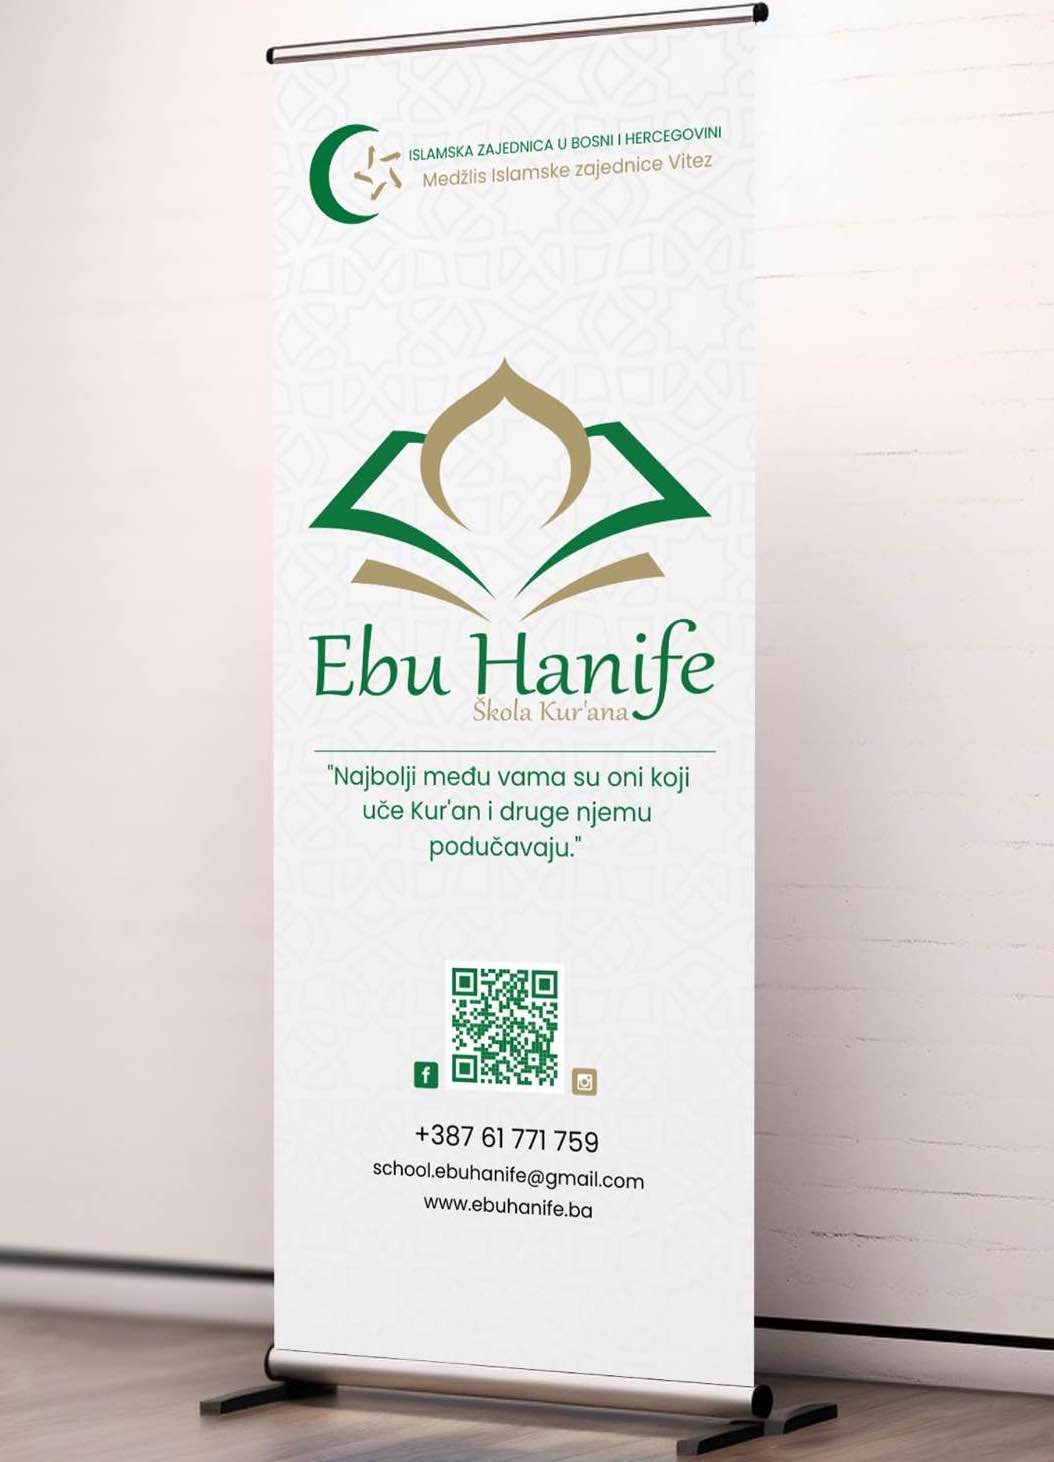 ISLAMSKA ZAJEDNICA U BOSNI I HERCEGOVINI
Medžlis Islamske zajednice Vitez
Ebu Hanife
Škola Kur'ana
"Najbolji među vama su oni koji
uče Kur'an i druge njemu
podučavaju."
+387 61 771 759
school.ebuhanife@gmail.com
www.ebuhanife.ba